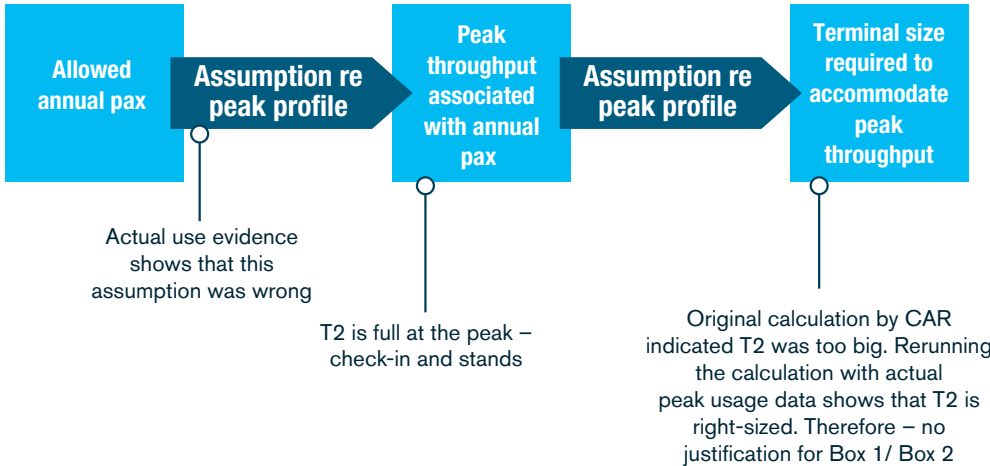 Allowed
annual pax
Assumption re
peak profile
Peak
throughput
associated
with annual
pax
Assumption re
peak profile
Terminal size
required to
accommodate
peak
throughput
Actual use evidence
shows that this
assumption was wrong
T2 is full at the peak –
check-in and stands
Original calculation by CAR
indicated T2 was too big. Rerunning
the calculation with actual
peak usage data shows that T2 is
right-sized. Therefore – no
justification for Box 1/ Box 2